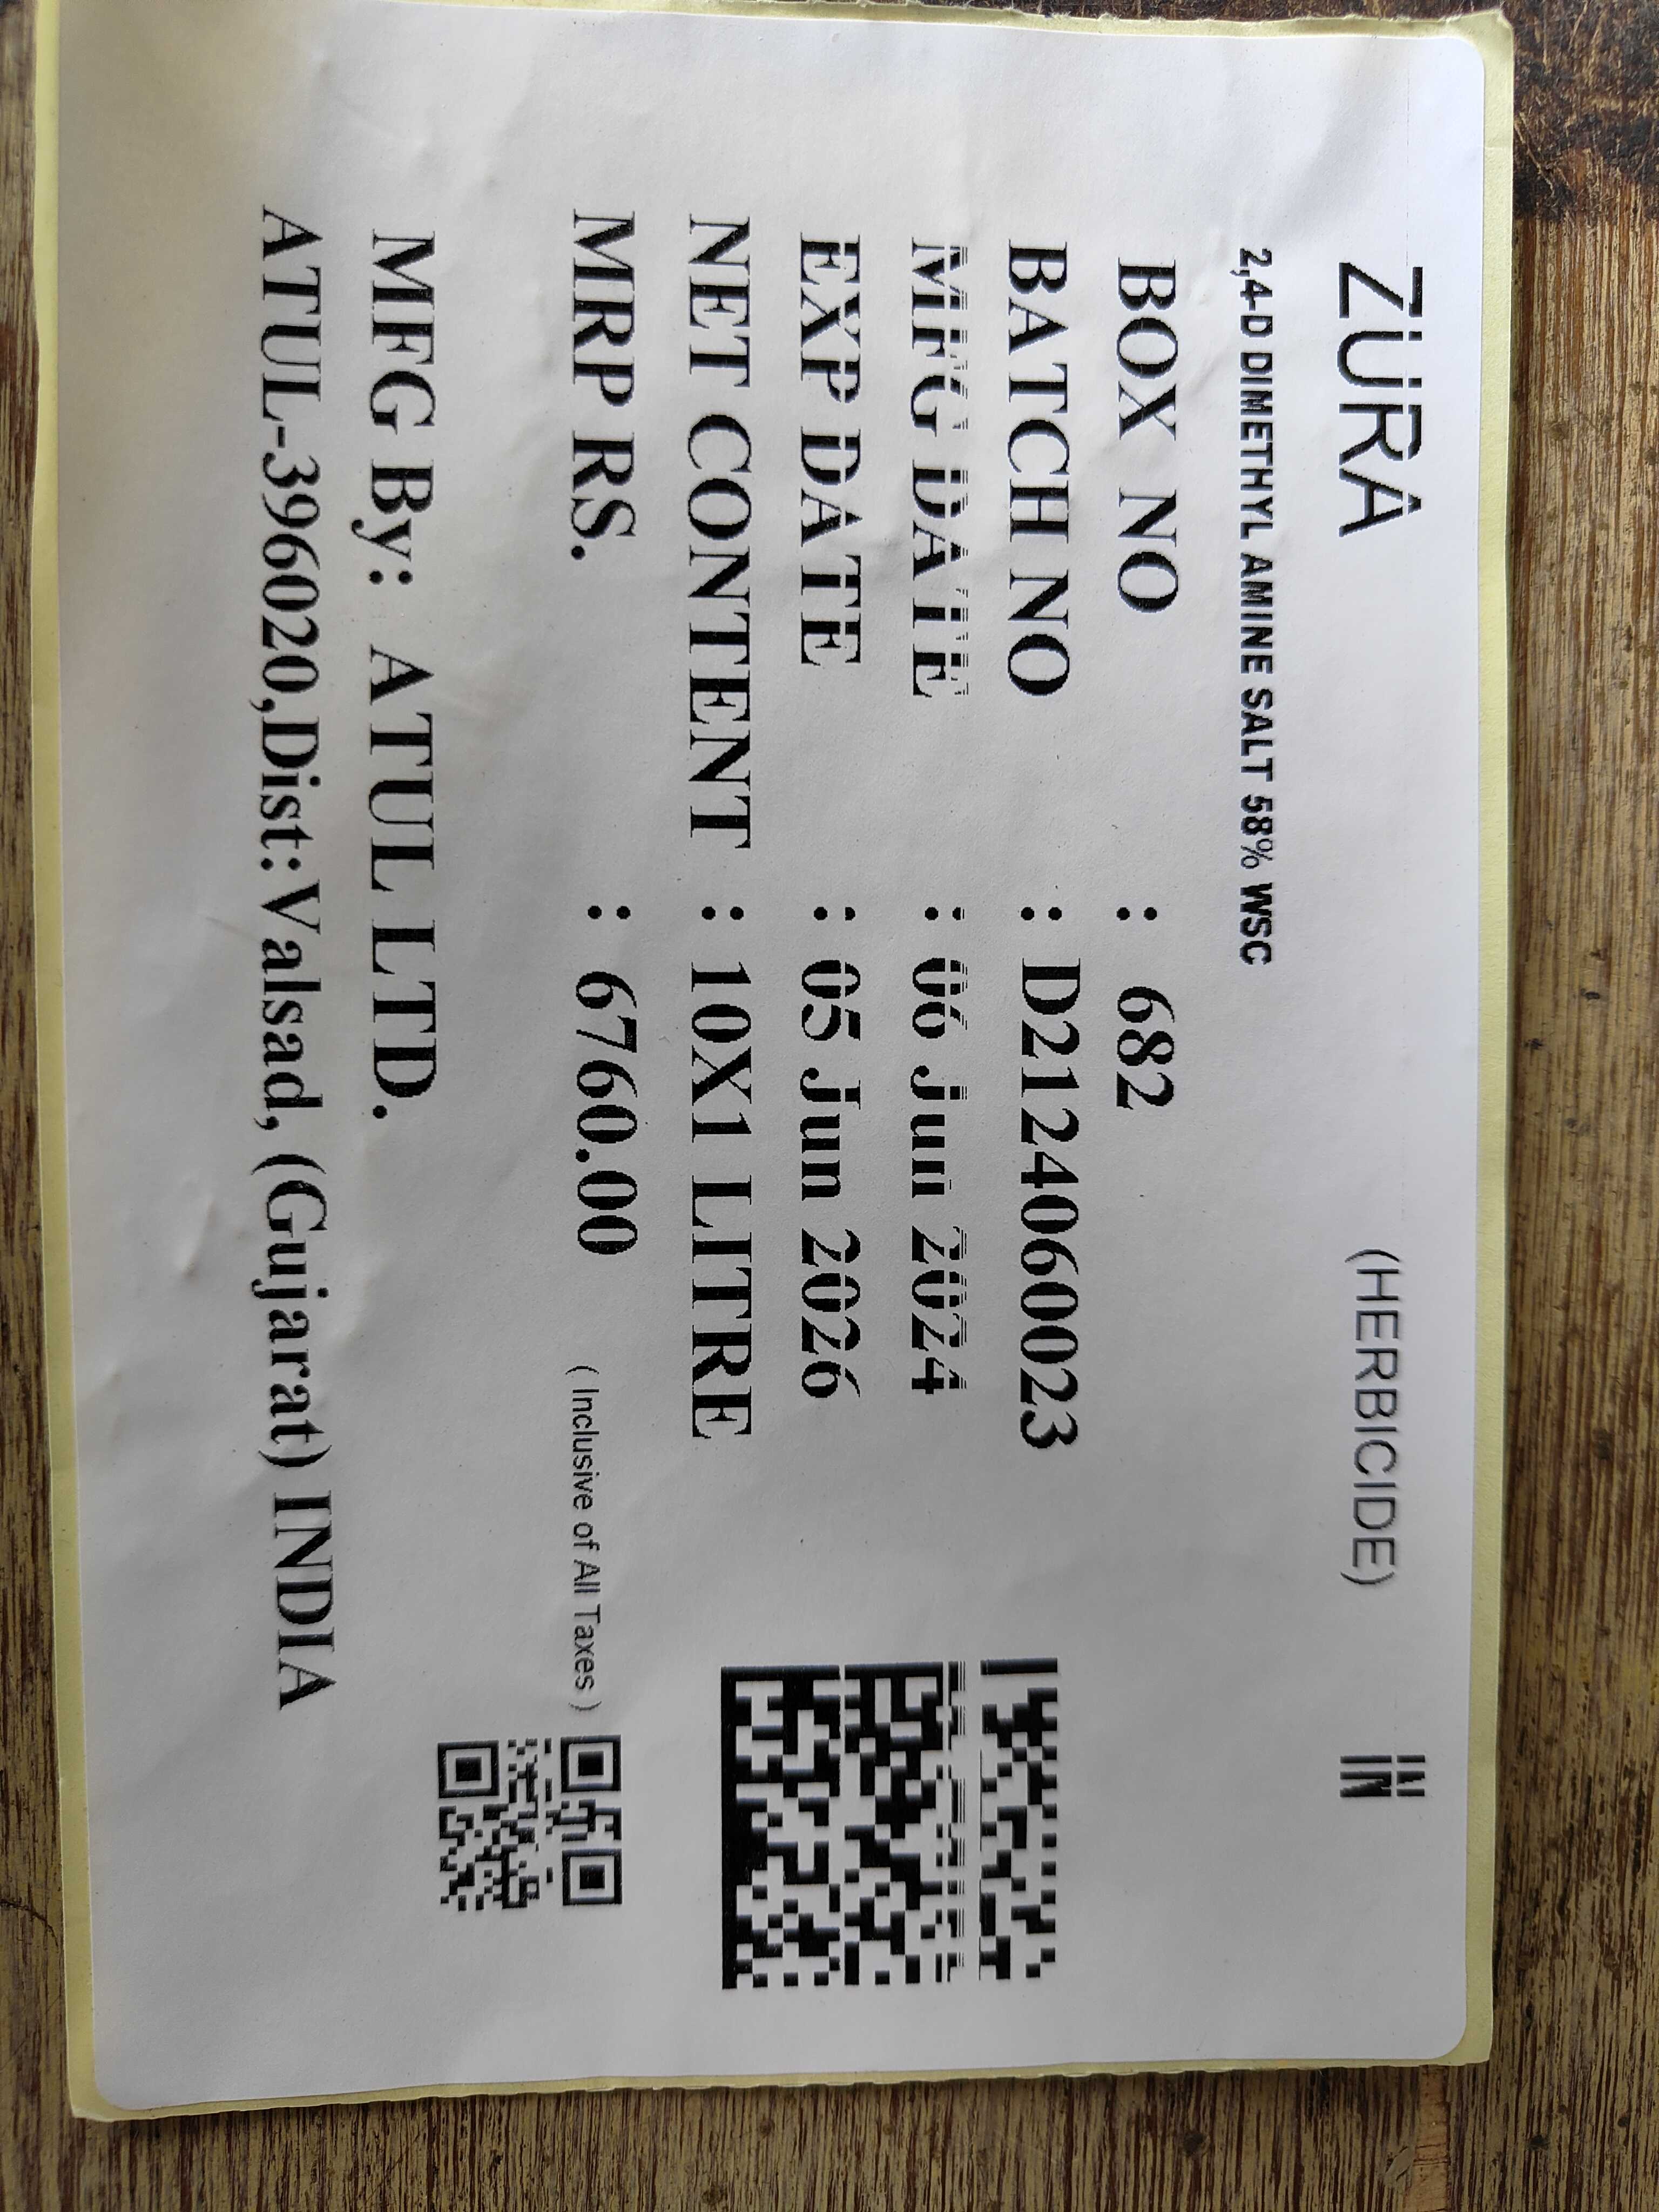 ZURA (HERBICIDE) IN
2,4-D DIMETHYL AMINE SALT 58% WSC
BOX NO : 682
BATCH NO : D2124060023
MFG DATE : 06 Jun 2024
EXP DATE : 05 Jun 2026
NET CONTENT : 10X1 LITRE
MRP RS. : 6760.00 ( Inclusive of All Taxes )
MFG By: ATUL LTD.
ATUL-396020,Dist:Valsad, (Gujarat) INDIA